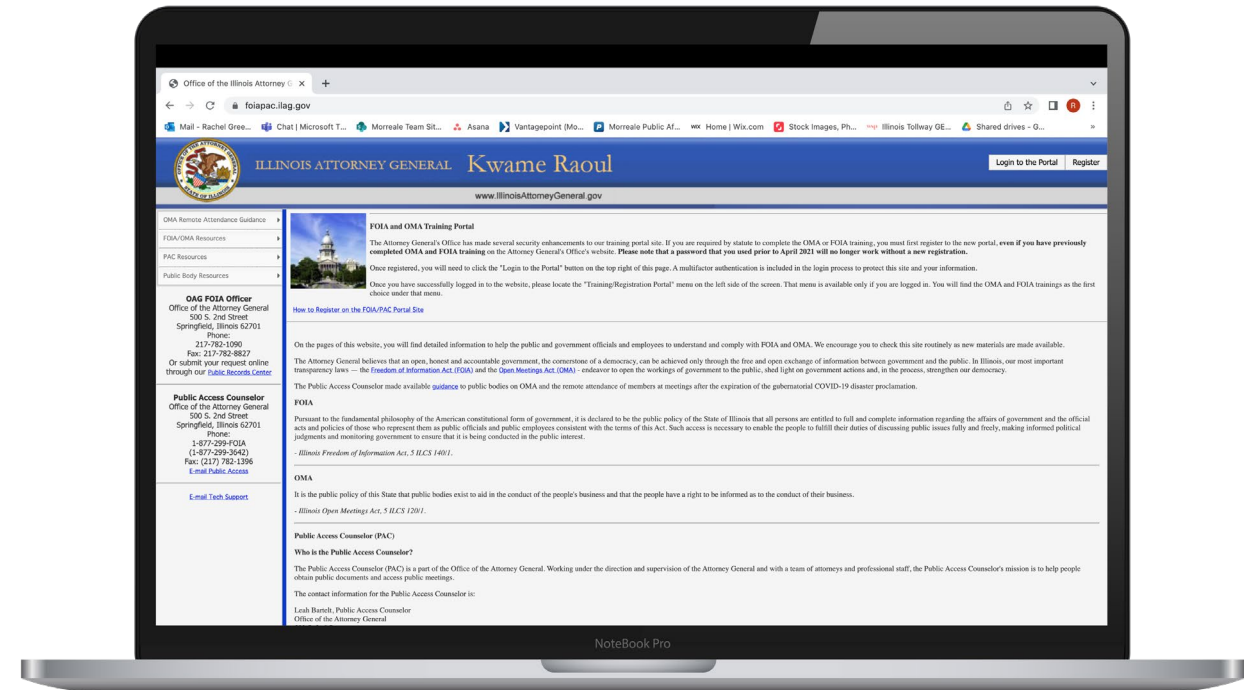 Office of the Illinois Attorney G
foiapac.ilag.gov
R
Mail - Rachel Gree...
Chat | Microsoft T...
Morreale Team Sit...
Asana
Vantagepoint (Mo...
Morreale Public Af...
WIX Home | Wix.com
Stock Images, Ph...
Illinois Tollway GE...
Shared drives - G...
»
STATE OF ILLINOIS
ILLINOIS ATTORNEY GENERAL Kwame Raoul
Login to the Portal
Register
www.IllinoisAttorneyGeneral.gov
OMA Remote Attendance Guidance
FOIA/OMA Resources
PAC Resources
Public Body Resources
OAG FOIA Officer
Office of the Attorney General
500 S. 2nd Street
Springfield, Illinois 62701
Phone:
217-782-1090
Fax: 217-782-8827
Or submit your request online
through our Public Records Center
Public Access Counselor
Office of the Attorney General
500 S. 2nd Street
Springfield, Illinois 62701
Phone:
1-877-299-FOIA
(1-877-299-3642)
Fax: (217) 782-1396
E-mail Public Access
E-mail Tech Support
FOIA and OMA Training Portal
The Attorney General's Office has made several security enhancements to our training portal site. If you are required by statute to complete the OMA or FOIA training, you must first register to the new portal, even if you have previously
completed OMA and FOIA training on the Attorney General's Office's website. Please note that a password that you used prior to April 2021 will no longer work without a new registration.
Once registered, you will need to click the "Login to the Portal" button on the top right of this page. A multifactor authentication is included in the login process to protect this site and your information.
Once you have successfully logged in to the website, please locate the "Training/Registration Portal" menu on the left side of the screen. That menu is available only if you are logged in. You will find the OMA and FOIA trainings as the first
choice under that menu.
How to Register on the FOIA/PAC Portal Site
On the pages of this website, you will find detailed information to help the public and government officials and employees to understand and comply with FOIA and OMA. We encourage you to check this site routinely as new materials are made available.
The Attorney General believes that an open, honest and accountable government, the cornerstone of a democracy, can be achieved only through the free and open exchange of information between government and the public. In Illinois, our most important
transparency laws — the Freedom of Information Act (FOIA) and the Open Meetings Act (OMA) - endeavor to open the workings of government to the public, shed light on government actions and, in the process, strengthen our democracy.
The Public Access Counselor made available guidance to public bodies on OMA and the remote attendance of members at meetings after the expiration of the gubernatorial COVID-19 disaster proclamation.
FOIA
Pursuant to the fundamental philosophy of the American constitutional form of government, it is declared to be the public policy of the State of Illinois that all persons are entitled to full and complete information regarding the affairs of government and the official
acts and policies of those who represent them as public officials and public employees consistent with the terms of this Act. Such access is necessary to enable the people to fulfill their duties of discussing public issues fully and freely, making informed political
judgments and monitoring government to ensure that it is being conducted in the public interest.
- Illinois Freedom of Information Act, 5 ILCS 140/1.
OMA
It is the public policy of this State that public bodies exist to aid in the conduct of the people's business and that the people have a right to be informed as to the conduct of their business.
- Illinois Open Meetings Act, 5 ILCS 120/1.
Public Access Counselor (PAC)
Who is the Public Access Counselor?
The Public Access Counselor (PAC) is a part of the Office of the Attorney General. Working under the direction and supervision of the Attorney General and with a team of attorneys and professional staff, the Public Access Counselor's mission is to help people
obtain public documents and access public meetings.
The contact information for the Public Access Counselor is:
Leah Bartelt, Public Access Counselor
Office of the Attorney General
NoteBook Pro